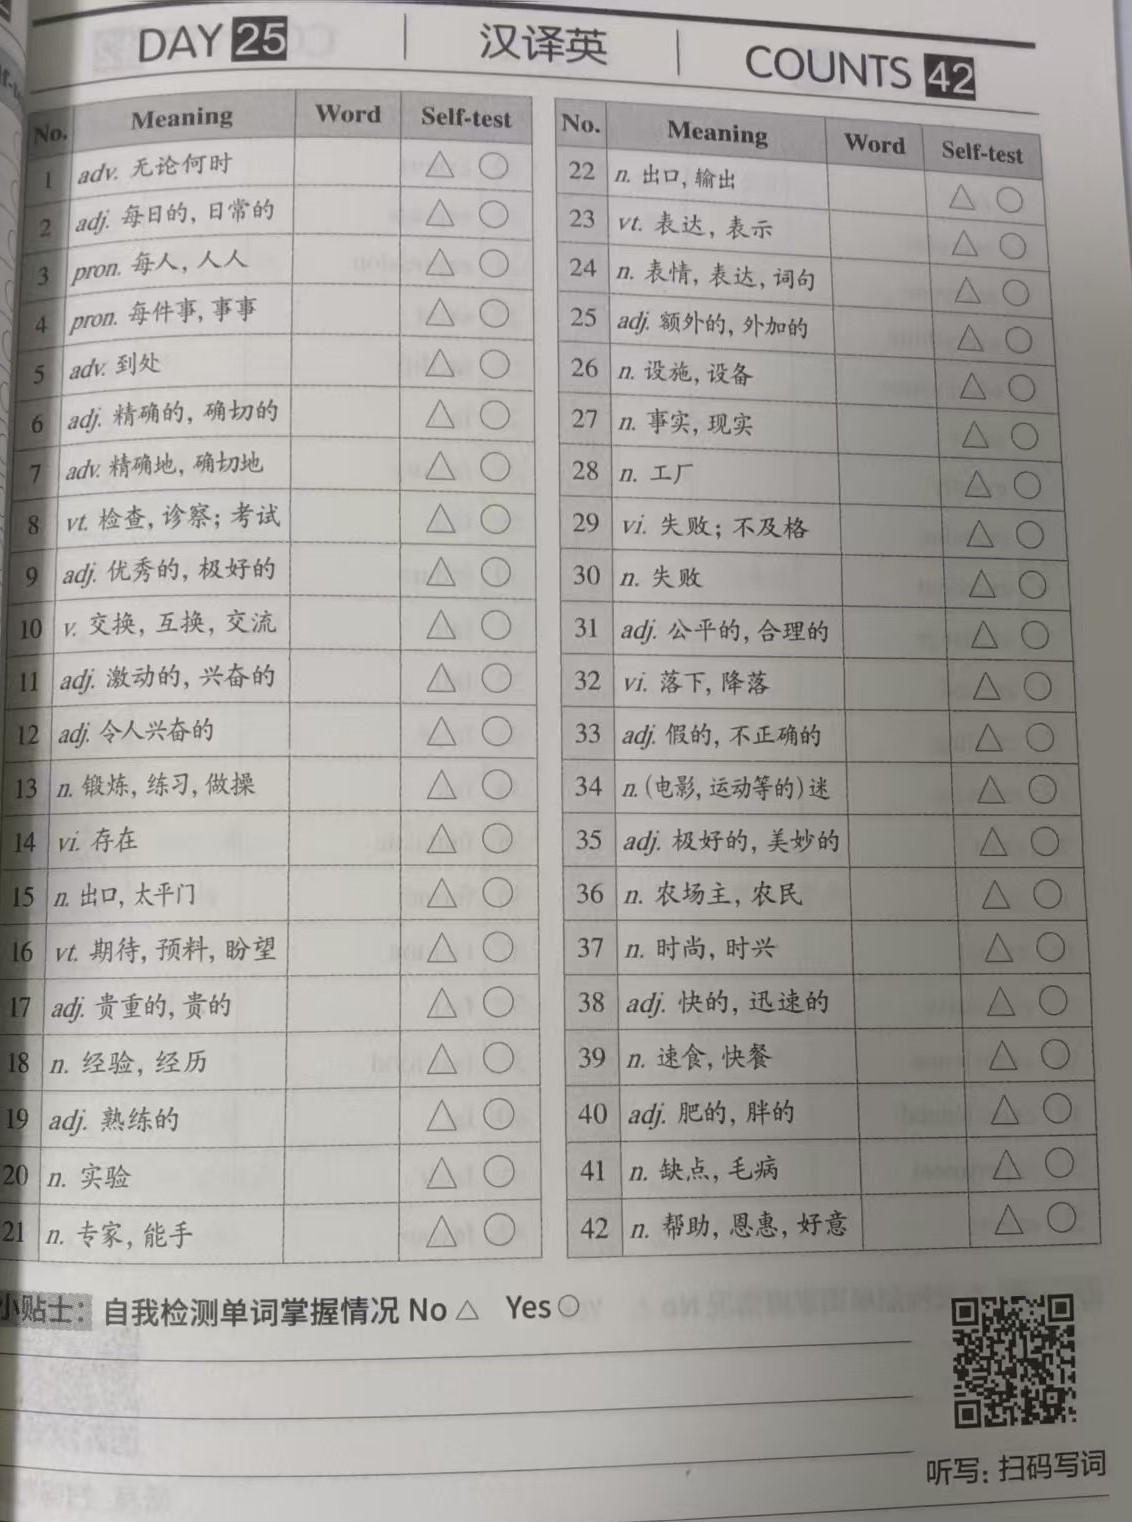 DAY 25 汉译英 COUNTS 42
No. Meaning Word Self-test
1 adv. 无论何时 △ ○
2 adj. 每日的, 日常的 △ ○
3 pron. 每人, 人人 △ ○
4 pron. 每件事, 事事 △ ○
5 adv. 到处 △ ○
6 adj. 精确的, 确切的 △ ○
7 adv. 精确地, 确切地 △ ○
8 vt. 检查, 诊察; 考试 △ ○
9 adj. 优秀的, 极好的 △ ○
10 v. 交换, 互换, 交流 △ ○
11 adj. 激动的, 兴奋的 △ ○
12 adj. 令人兴奋的 △ ○
13 n. 锻炼, 练习, 做操 △ ○
14 vi. 存在 △ ○
15 n. 出口, 太平门 △ ○
16 vt. 期待, 预料, 盼望 △ ○
17 adj. 贵重的, 贵的 △ ○
18 n. 经验, 经历 △ ○
19 adj. 熟练的 △ ○
20 n. 实验 △ ○
21 n. 专家, 能手 △ ○
No. Meaning Word Self-test
22 n. 出口, 输出 △ ○
23 vt. 表达, 表示 △ ○
24 n. 表情, 表达, 词句 △ ○
25 adj. 额外的, 外加的 △ ○
26 n. 设施, 设备 △ ○
27 n. 事实, 现实 △ ○
28 n. 工厂 △ ○
29 vi. 失败; 不及格 △ ○
30 n. 失败 △ ○
31 adj. 公平的, 合理的 △ ○
32 vi. 落下, 降落 △ ○
33 adj. 假的, 不正确的 △ ○
34 n. (电影, 运动等的) 迷 △ ○
35 adj. 极好的, 美妙的 △ ○
36 n. 农场主, 农民 △ ○
37 n. 时尚, 时兴 △ ○
38 adj. 快的, 迅速的 △ ○
39 n. 速食, 快餐 △ ○
40 adj. 肥的, 胖的 △ ○
41 n. 缺点, 毛病 △ ○
42 n. 帮助, 恩惠, 好意 △ ○
小贴士: 自我检测单词掌握情况 No △ Yes ○
听写: 扫码写词